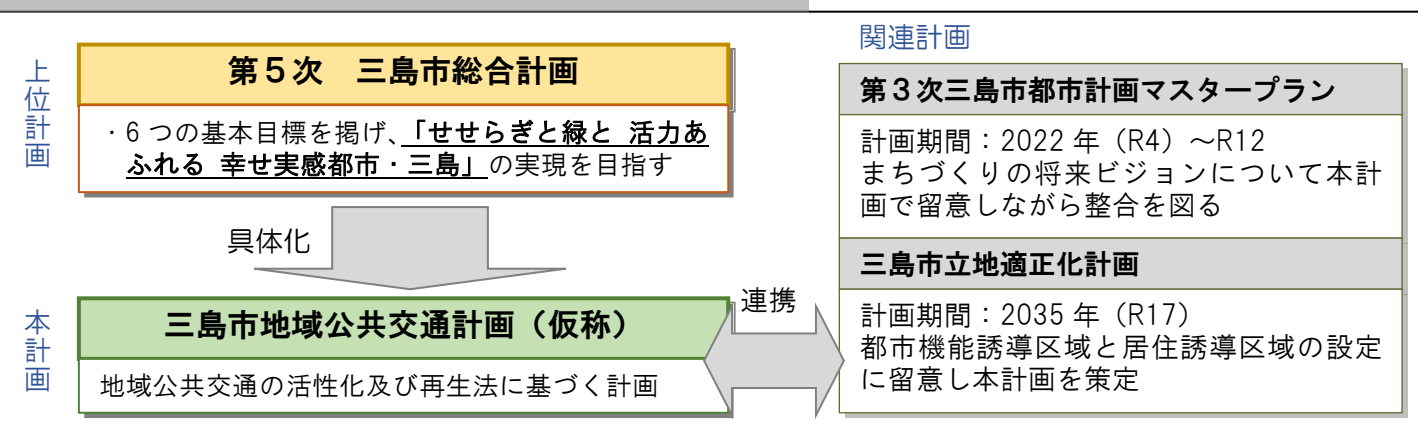 上位計画
第５次　三島市総合計画
・6 つの基本目標を掲げ、「せせらぎと緑と 活力あ
ふれる 幸せ実感都市・三島」の実現を目指す
具体化
本計画
三島市地域公共交通計画（仮称）
地域公共交通の活性化及び再生法に基づく計画
連携
関連計画
第３次三島市都市計画マスタープラン
計画期間：2022 年（R4）～R12
まちづくりの将来ビジョンについて本計
画で留意しながら整合を図る
三島市立地適正化計画
計画期間：2035 年（R17）
都市機能誘導区域と居住誘導区域の設定
に留意し本計画を策定